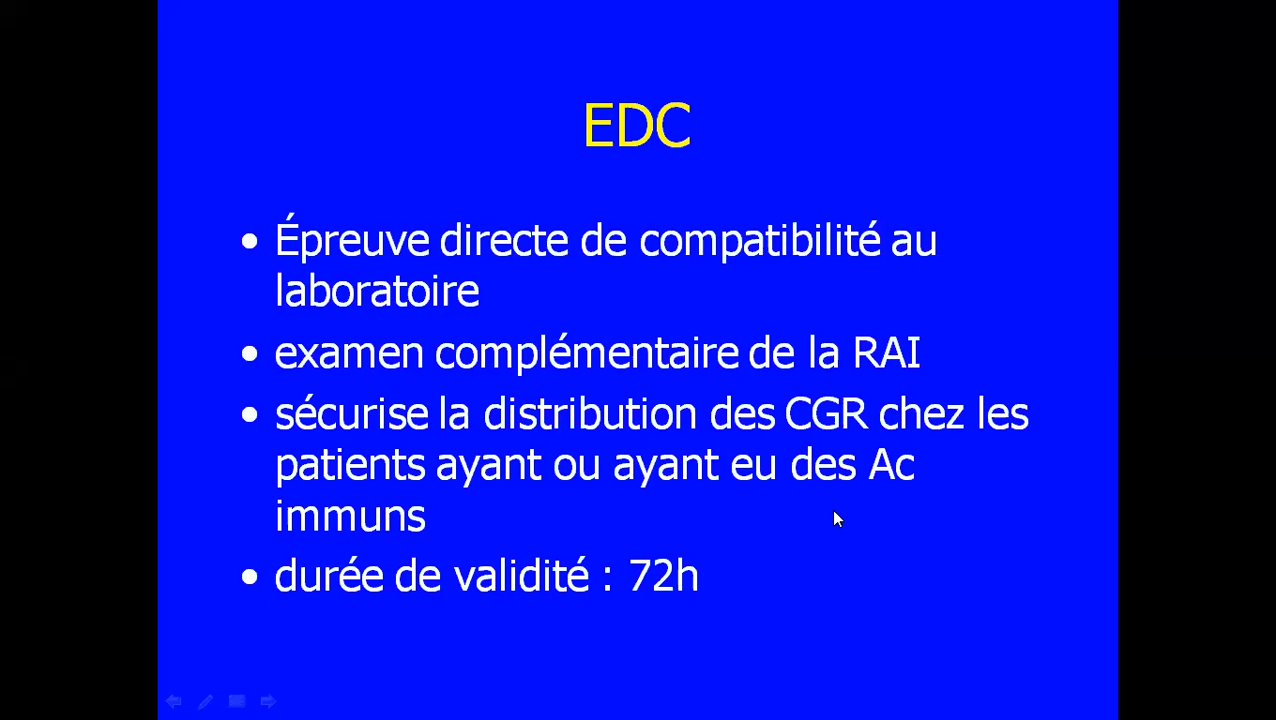 EDC
• Épreuve directe de compatibilité au
laboratoire
• examen complémentaire de la RAI
• sécurise la distribution des CGR chez les
patients ayant ou ayant eu des Ac
immuns
• durée de validité : 72h